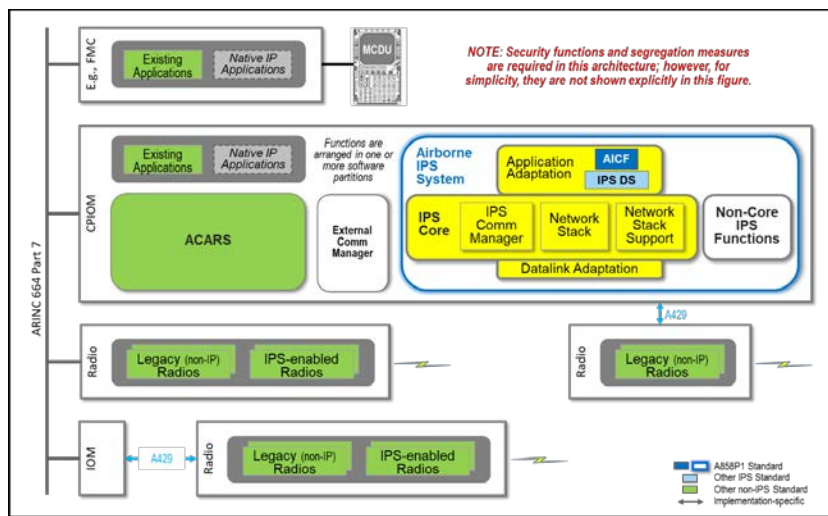 ARINC 664 Part 7
E.g., FMC
Existing
Applications
Native IP
Applications
MCDU
NOTE: Security functions and segregation measures
are required in this architecture; however, for
simplicity, they are not shown explicitly in this figure.
CPIOM
Existing
Applications
Native IP
Applications
Functions are
arranged in one or
more software
partitions
ACARS
External
Comm
Manager
Airborne
IPS
System
Application
Adaptation
AICF
IPS DS
IPS
Core
IPS
Comm
Manager
Network
Stack
Network
Stack
Support
Non-Core
IPS
Functions
Datalink Adaptation
A429
Radio
Legacy (non-IP)
Radios
IPS-enabled
Radios
Radio
Legacy (non-IP)
Radios
IOM
A429
Radio
Legacy (non-IP)
Radios
IPS-enabled
Radios
A858P1 Standard
Other IPS Standard
Other non-IPS Standard
Implementation-specific